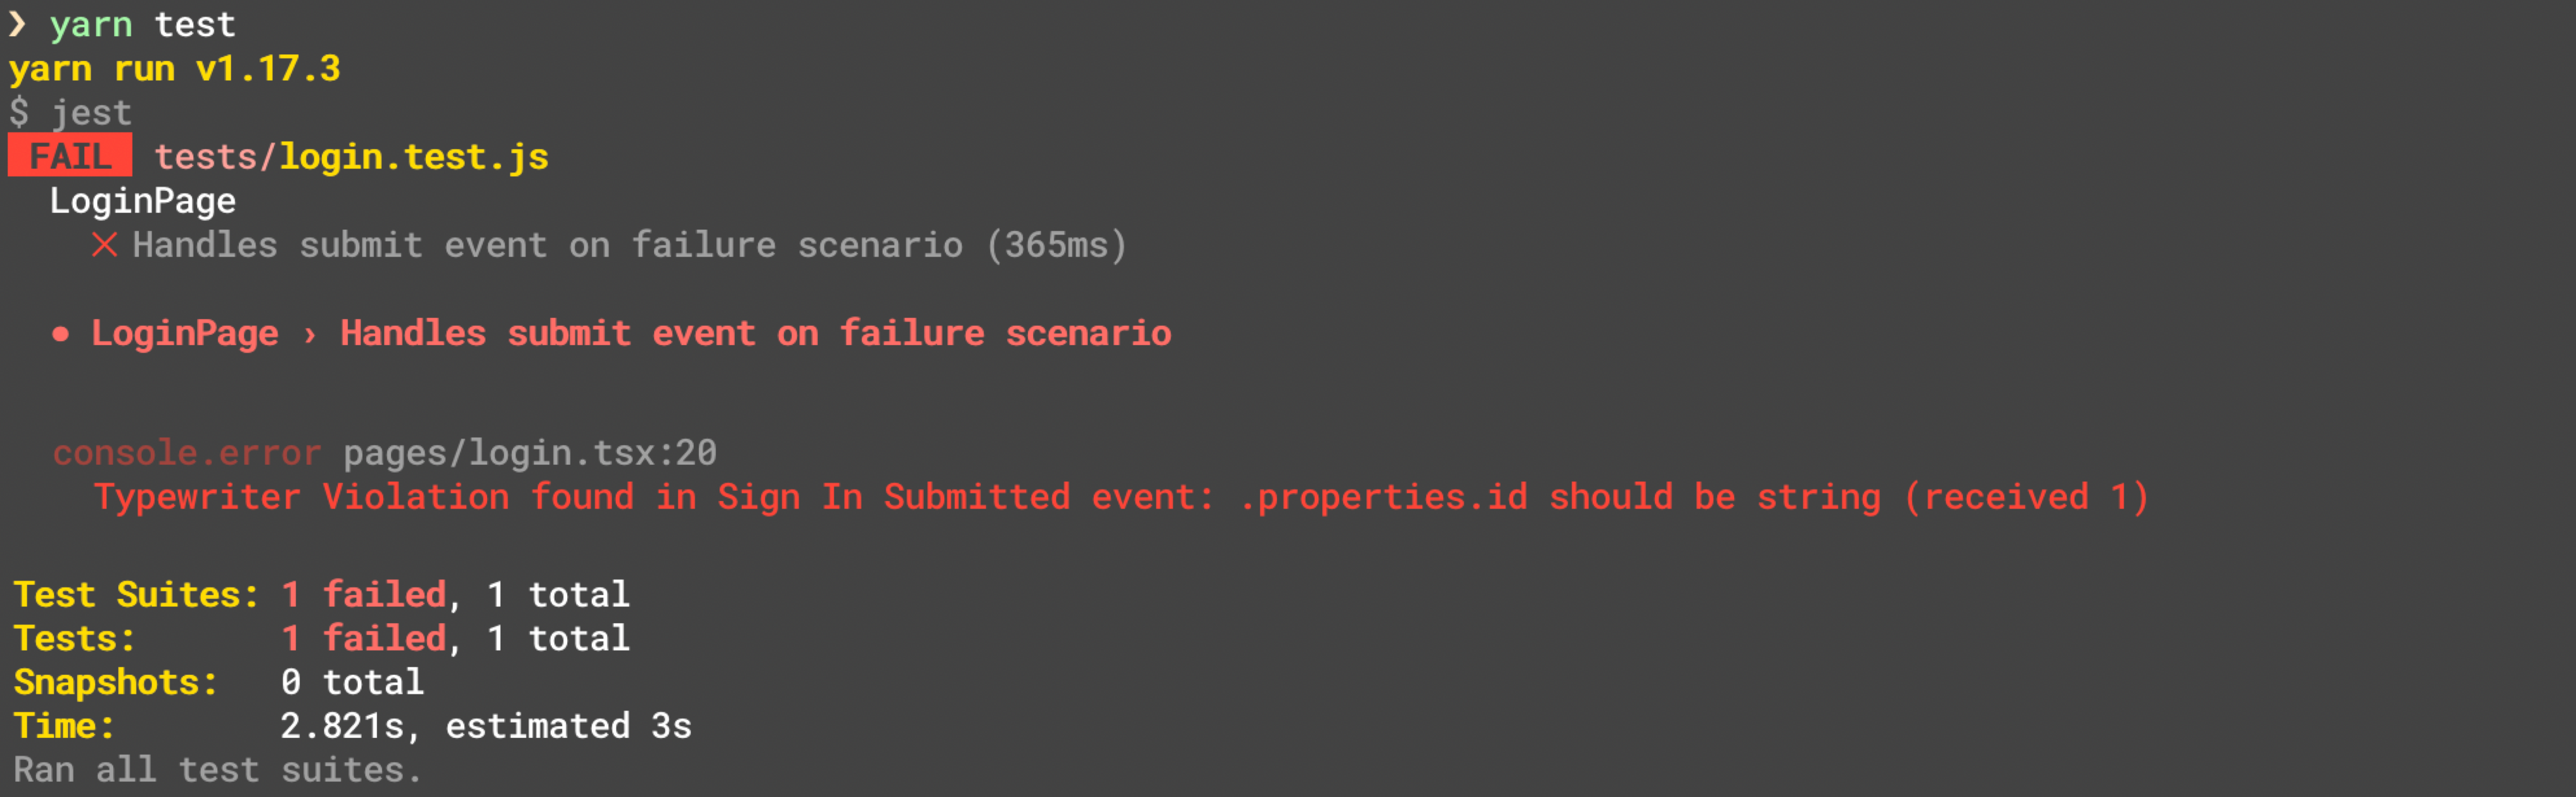 ❯ yarn test
yarn run v1.17.3
$ jest
FAIL tests/login.test.js
LoginPage
✕ Handles submit event on failure scenario (365ms)
● LoginPage › Handles submit event on failure scenario
console.error pages/login.tsx:20
Typewriter Violation found in Sign In Submitted event: .properties.id should be string (received 1)
Test Suites: 1 failed, 1 total
Tests: 1 failed, 1 total
Snapshots: 0 total
Time: 2.821s, estimated 3s
Ran all test suites.